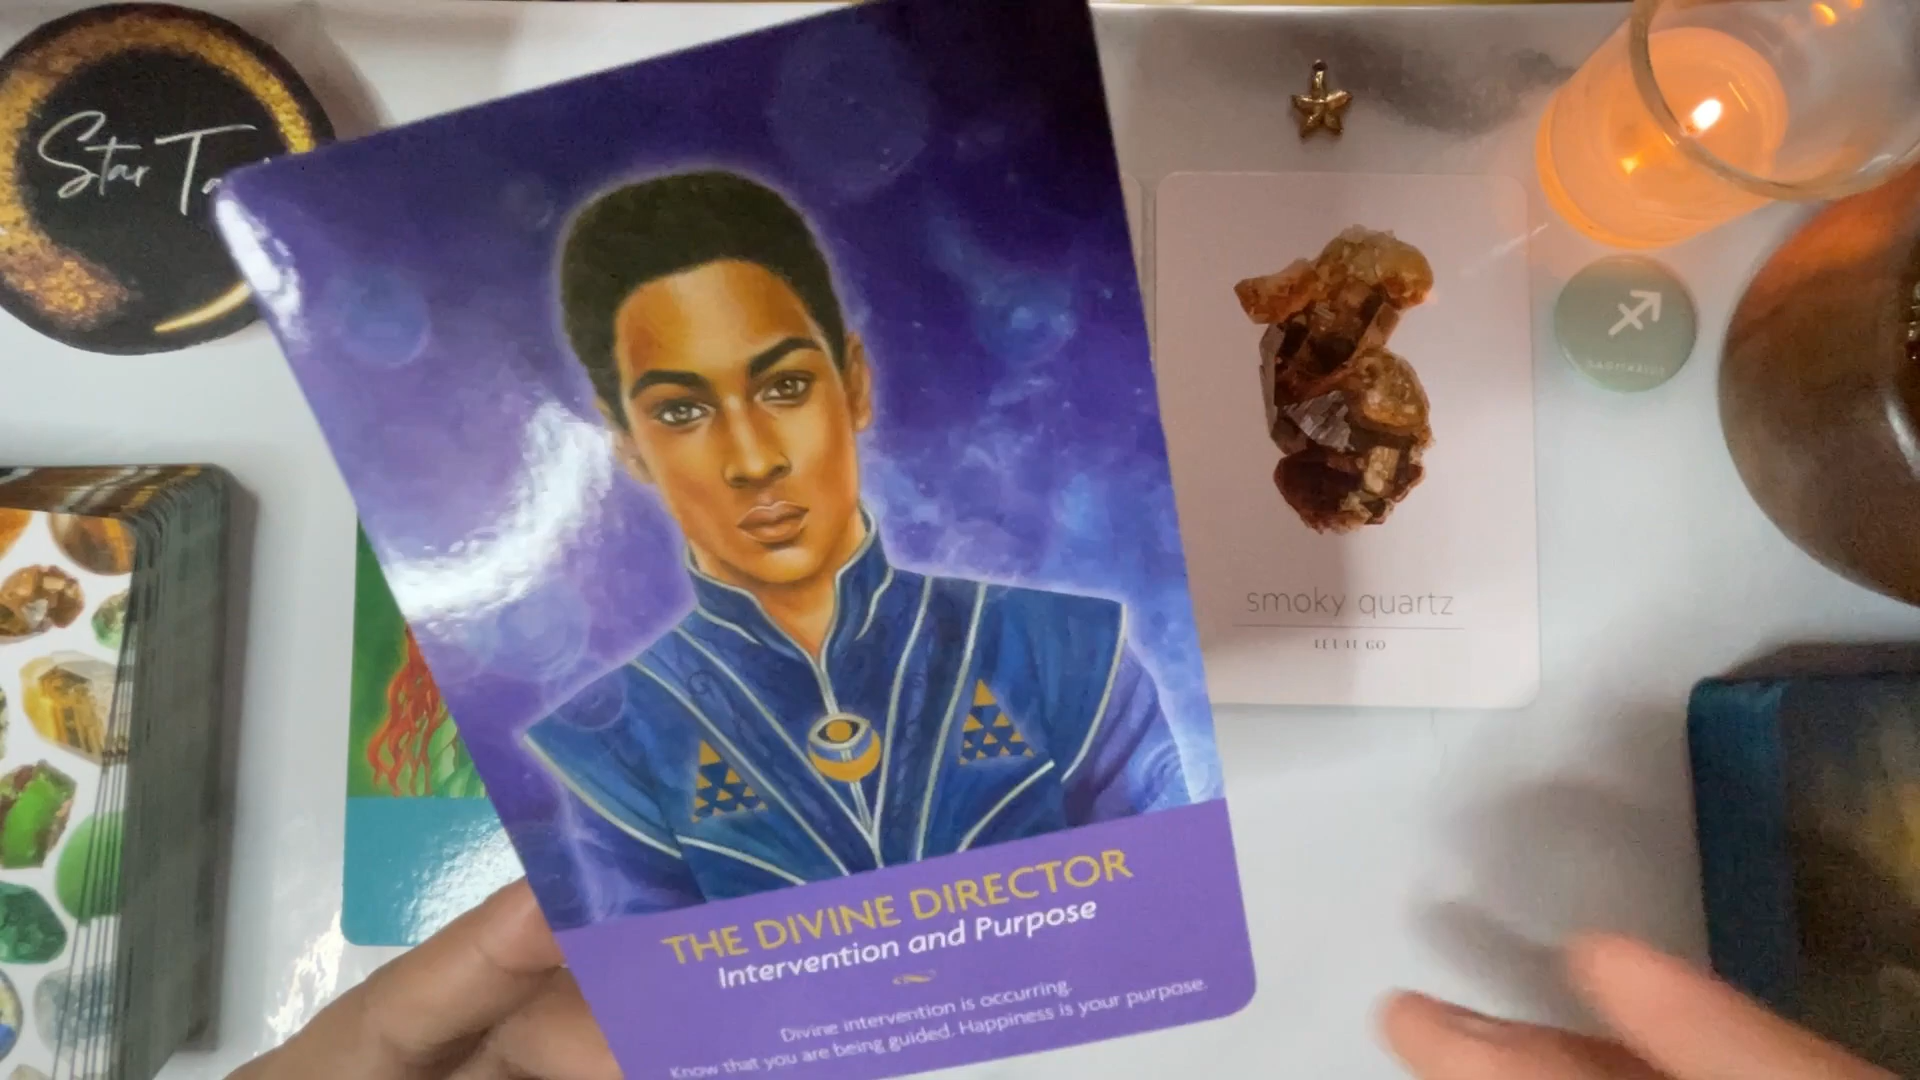 Star Ta
THE DIVINE DIRECTOR
Intervention and Purpose
Divine intervention is occurring.
Know that you are being guided. Happiness is your purpose.
smoky quartz
LET IT GO
SAGITTARIUS